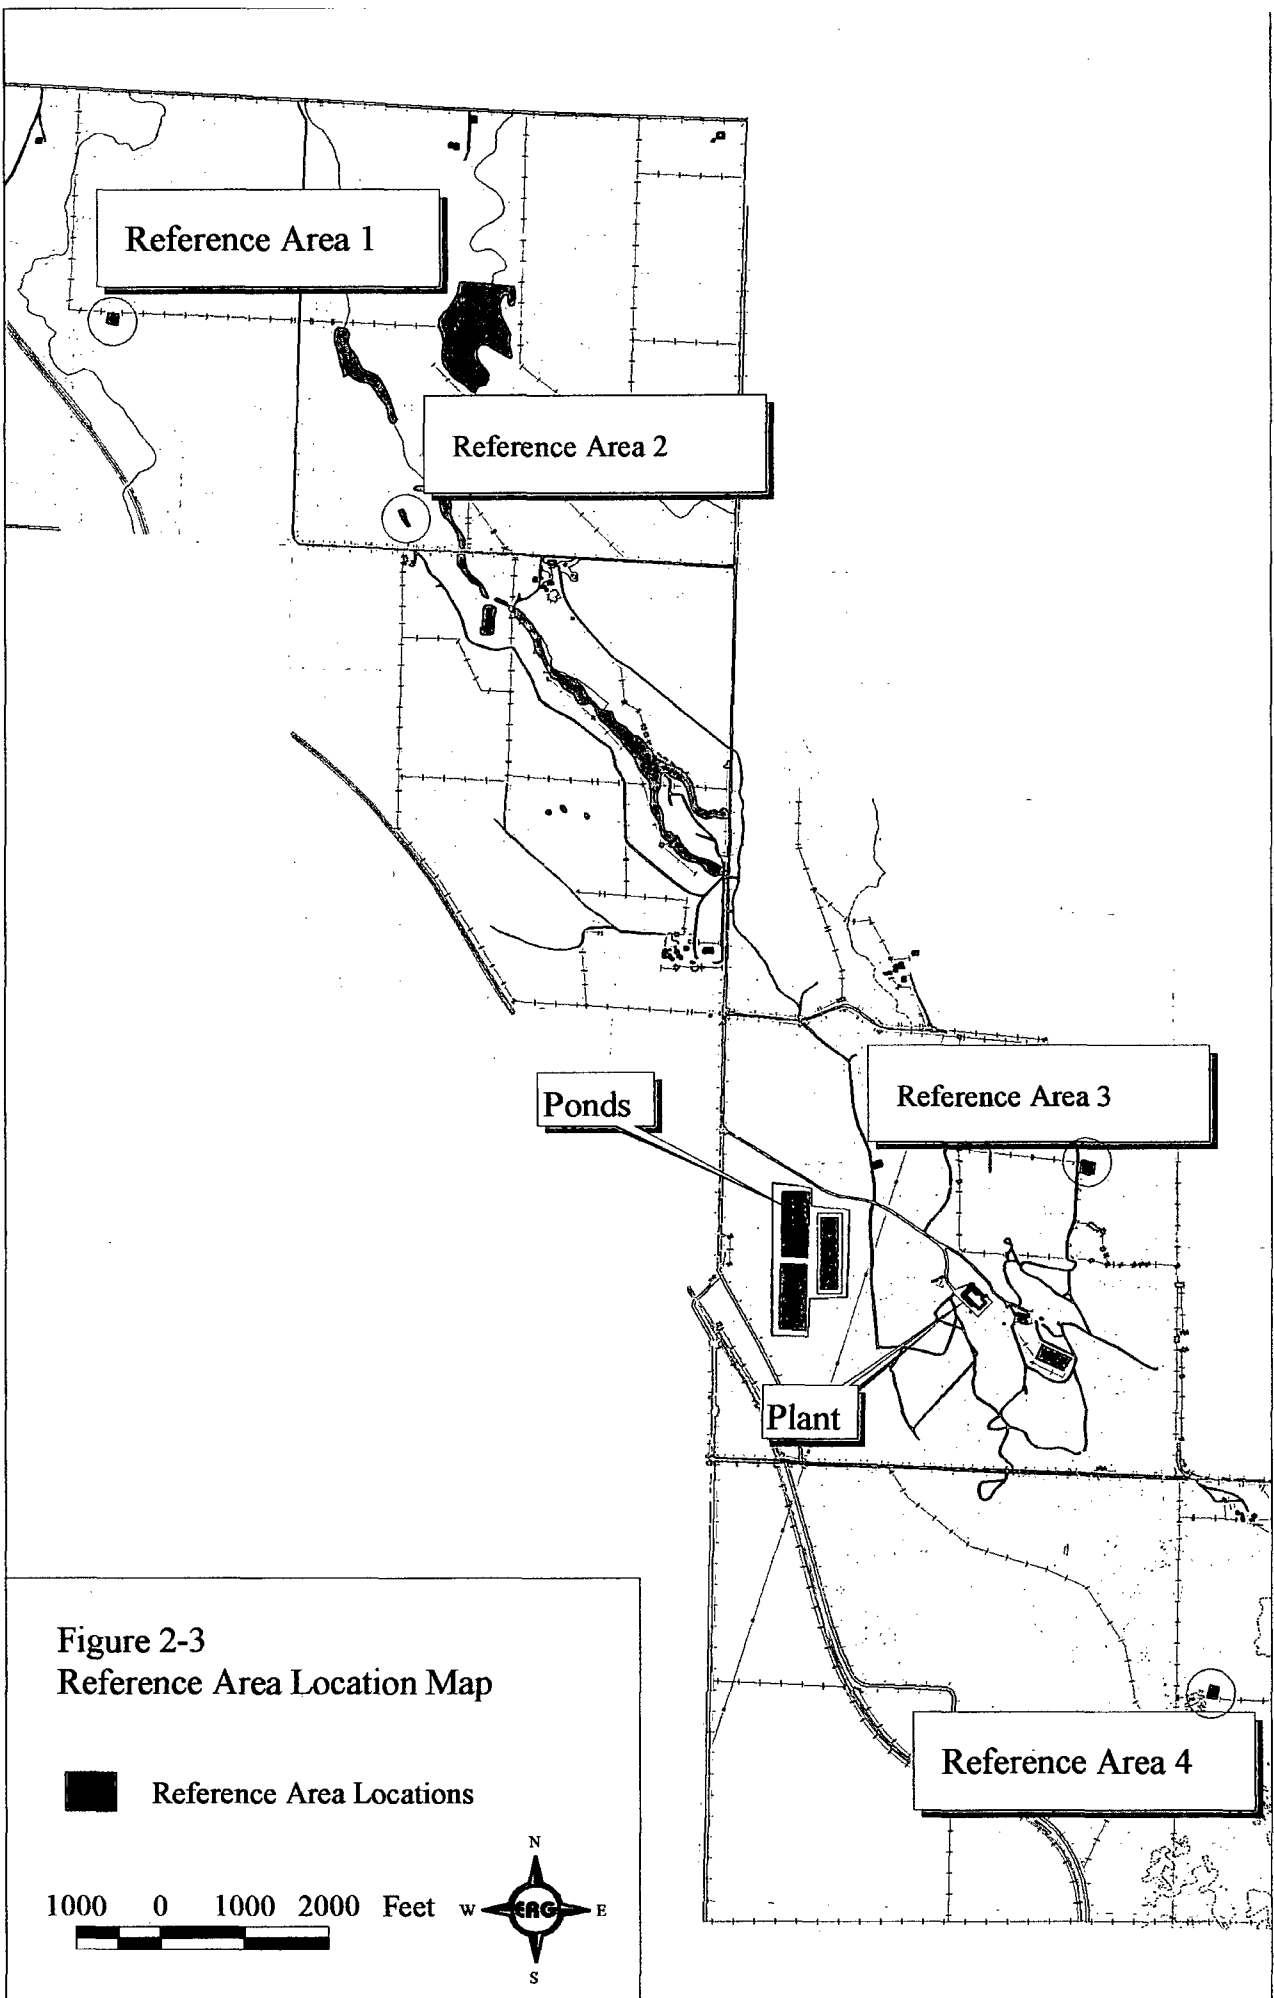 Reference Area 1
Reference Area 2
Reference Area 3
Ponds
Plant
Reference Area 4
Figure 2-3
Reference Area Location Map
Reference Area Locations
1000 0 1000 2000 Feet
N
W ERG E
S